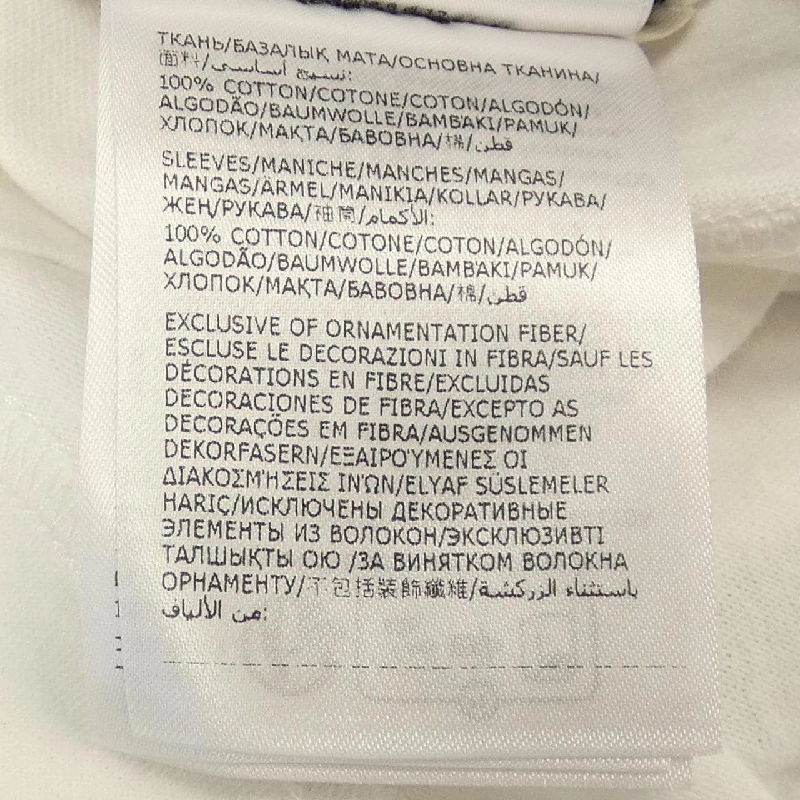 ТКАНЬ/БАЗАЛЫҚ МАТА/ОСНОВНА ТКАНИНА/
面料/نسيج أساسي:
100% COTTON/COTONE/COTON/ALGODÓN/
ALGODÃO/BAUMWOLLE/BAMBAKI/PAMUK/
ХЛОПОК/МАҚТА/БАВОВНА/棉/قطن
SLEEVES/MANICHE/MANCHES/MANGAS/
MANGAS/ÄRMEL/MANIKIA/KOLLAR/РУКАВА/
ЖЕҢ/РУКАВА/袖筒/الأكمام:
100% COTTON/COTONE/COTON/ALGODÓN/
ALGODÃO/BAUMWOLLE/BAMBAKI/PAMUK/
ХЛОПОК/МАҚТА/БАВОВНА/棉/قطن
EXCLUSIVE OF ORNAMENTATION FIBER/
ESCLUSE LE DECORAZIONI IN FIBRA/SAUF LES
DÉCORATIONS EN FIBRE/EXCLUIDAS
DECORACIONES DE FIBRA/EXCEPTO AS
DECORAÇÕES EM FIBRA/AUSGENOMMEN
DEKORFASERN/ΕΞΑΙΡΟΎΜΕΝΕΣ ΟΙ
ΔΙΑΚΟΣΜΉΣΕΙΣ ΙΝΏΝ/ELYAF SÜSLEMELER
HARİÇ/ИСКЛЮЧЕНЫ ДЕКОРАТИВНЫЕ
ЭЛЕМЕНТЫ ИЗ ВОЛОКОН/ЭКСКЛЮЗИВТІ
ТАЛШЫҚТЫ ОЮ /ЗА ВИНЯТКОМ ВОЛОКНА
ОРНАМЕНТУ/不包括裝飾纖維/باستثناء الزركشة
من الألياف: